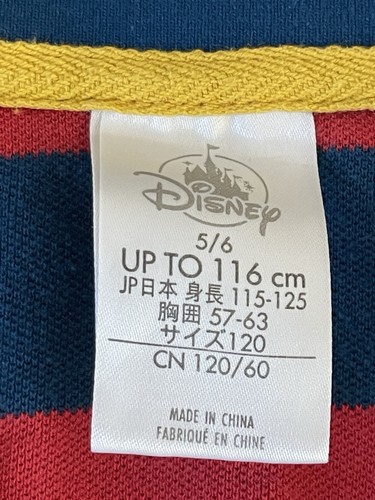 Disney
5/6
UP TO 116 cm
JP日本 身長 115-125
胸囲 57-63
サイズ120
CN 120/60
MADE IN CHINA
FABRIQUÉ EN CHINE